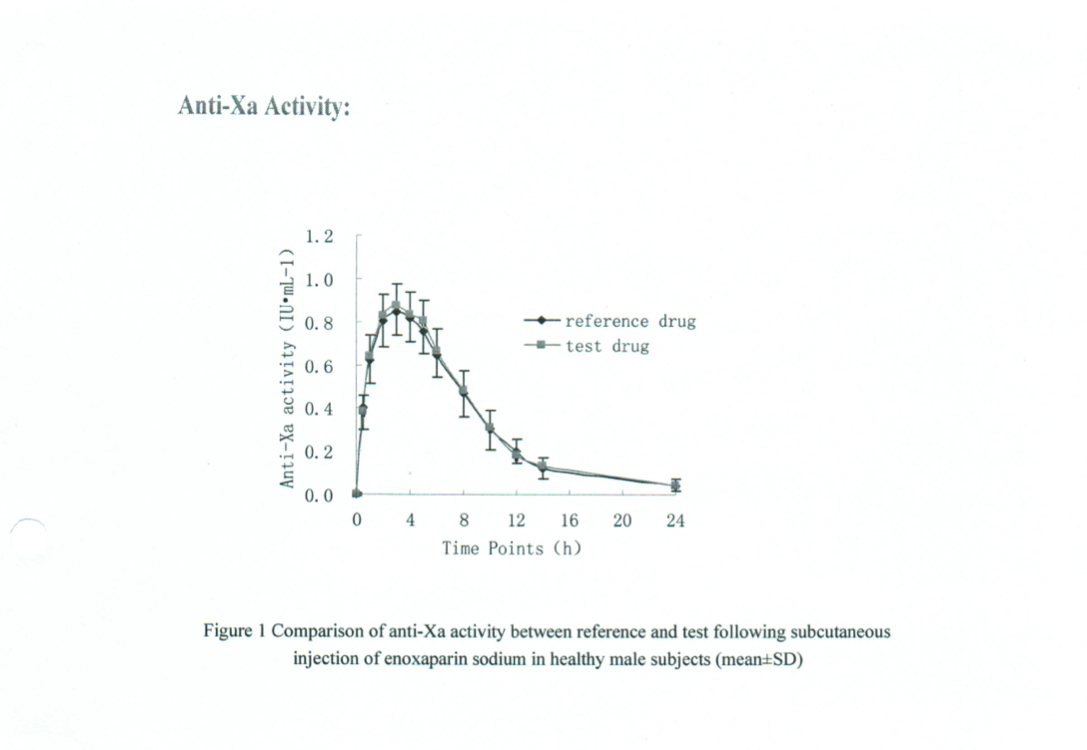 Anti-Xa Activity:
Anti-Xa activity (IU•mL-1)
1.2
1.0
0.8
0.6
0.4
0.2
0.0
reference drug
test drug
0 4 8 12 16 20 24
Time Points (h)
Figure 1 Comparison of anti-Xa activity between reference and test following subcutaneous
injection of enoxaparin sodium in healthy male subjects (mean±SD)